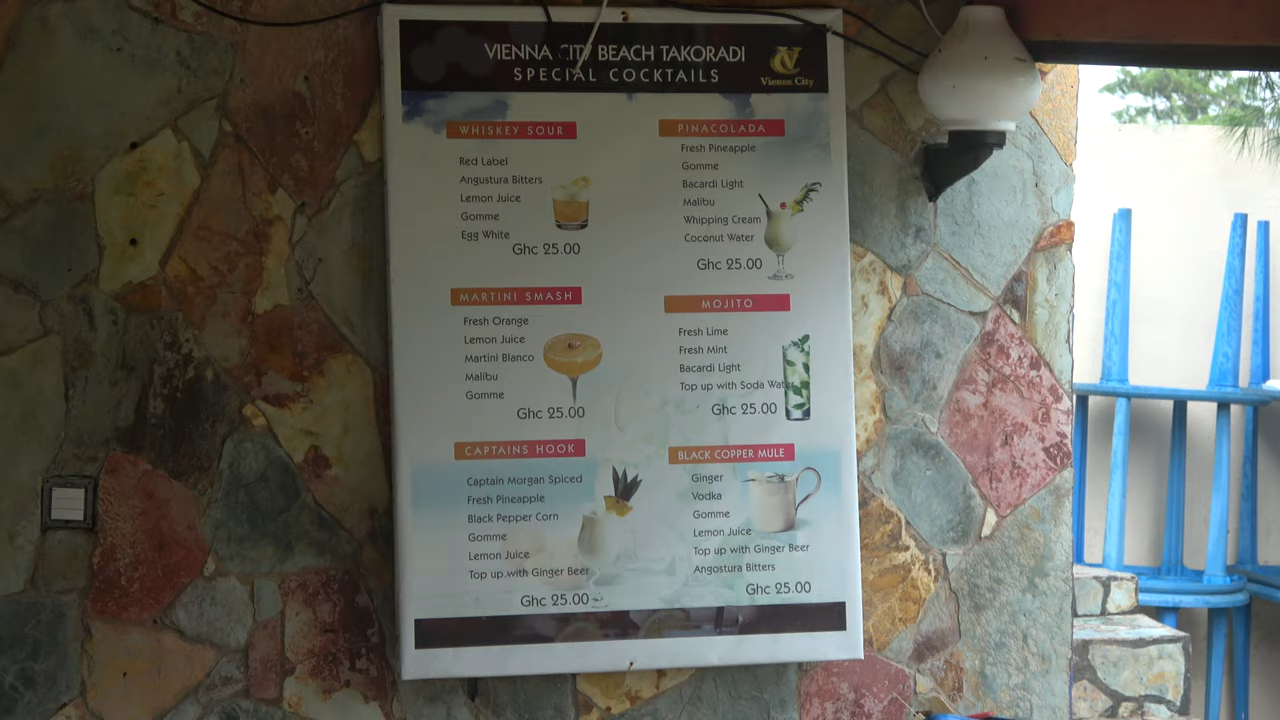 VIENNA CITY BEACH TAKORADI
SPECIAL COCKTAILS
Vienna City
WHISKEY SOUR
Red Label
Angustura Bitters
Lemon Juice
Gomme
Egg White
Ghc 25.00
PINACOLADA
Fresh Pineapple
Gomme
Bacardi Light
Malibu
Whipping Cream
Coconut Water
Ghc 25.00
MARTINI SMASH
Fresh Orange
Lemon Juice
Martini Blanco
Malibu
Gomme
Ghc 25.00
MOJITO
Fresh Lime
Fresh Mint
Bacardi Light
Top up with Soda Water
Ghc 25.00
CAPTAINS HOOK
Captain Morgan Spiced
Fresh Pineapple
Black Pepper Corn
Gomme
Lemon Juice
Top up with Ginger Beer
Ghc 25.00
BLACK COPPER MULE
Ginger
Vodka
Gomme
Lemon Juice
Top up with Ginger Beer
Angostura Bitters
Ghc 25.00